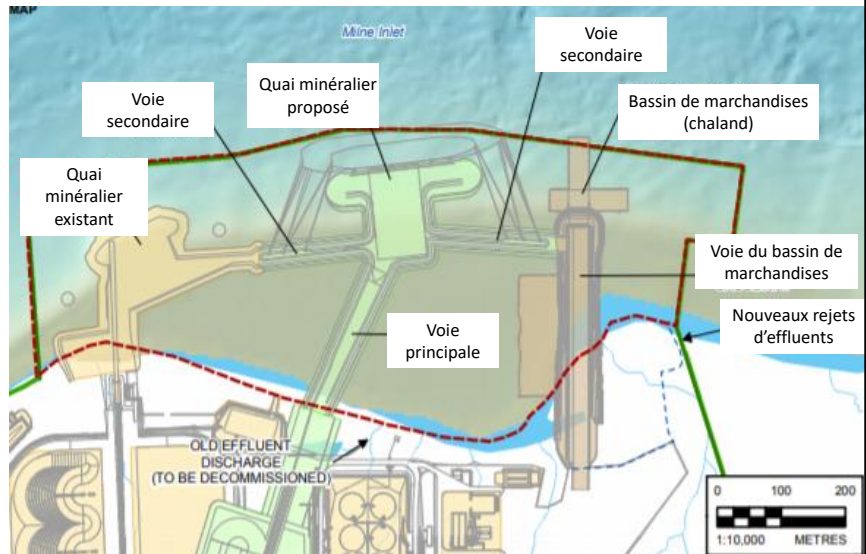 MAP
Milne Inlet
Voie
secondaire
Quai minéralier
proposé
Voie
secondaire
Bassin de marchandises
(chaland)
Quai
minéralier
existant
Voie du bassin de
marchandises
Nouveaux rejets
d’effluents
Voie
principale
OLD EFFLUENT
DISCHARGE
(TO BE DECOMMISSIONED)
0 100 200
1:10,000 METRES